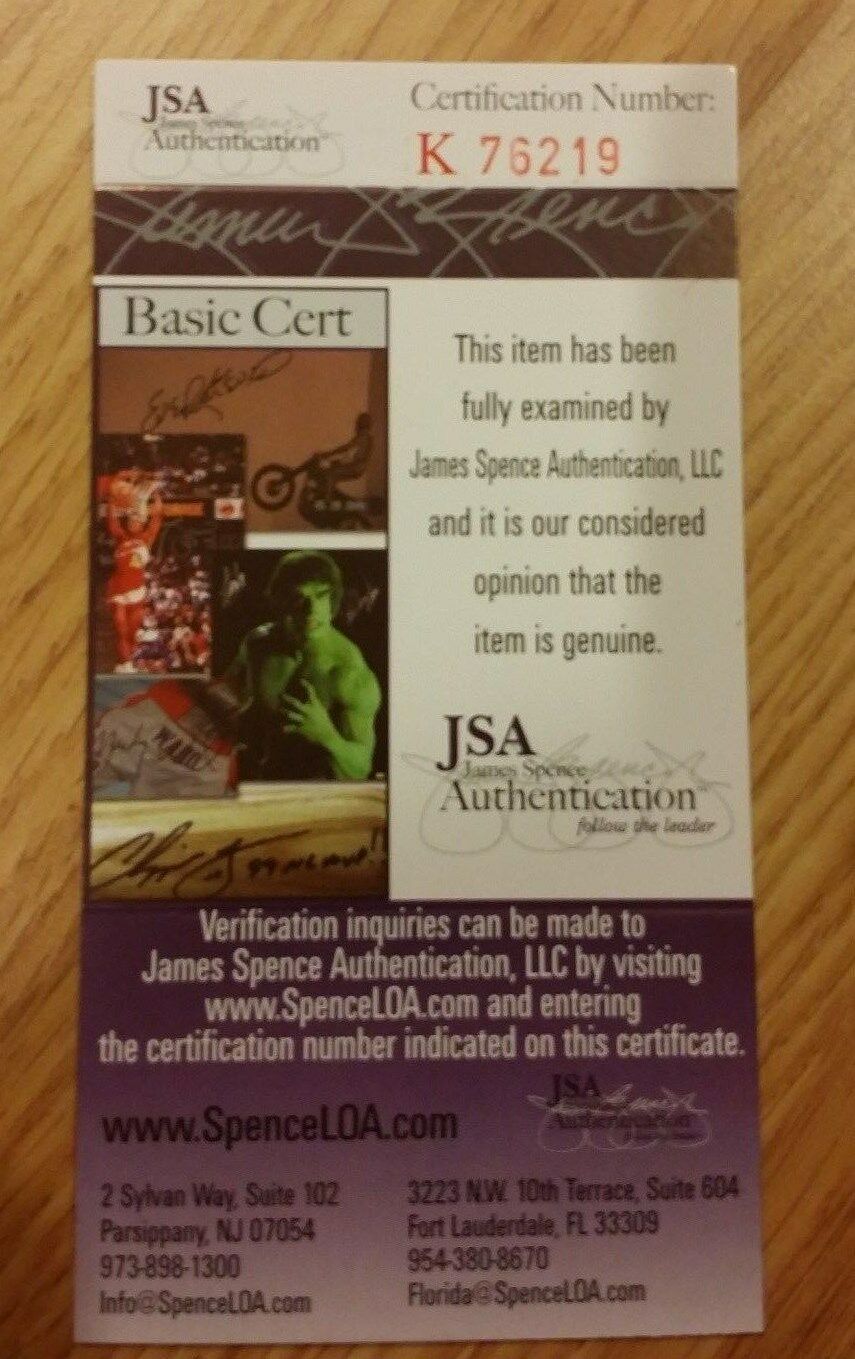 JSA
James Spence
Authentication
Certification Number:
K 76219
Basic Cert
This item has been
fully examined by
James Spence Authentication, LLC
and it is our considered
opinion that the
item is genuine.
JSA
James Spence
Authentication™
follow the leader
Verification inquiries can be made to
James Spence Authentication, LLC by visiting
www.SpenceLOA.com and entering
the certification number indicated on this certificate.
www.SpenceLOA.com
JSA
Authentication
2 Sylvan Way, Suite 102
Parsippany, NJ 07054
973-898-1300
Info@SpenceLOA.com
3223 N.W. 10th Terrace, Suite 604
Fort Lauderdale, FL 33309
954-380-8670
Florida@SpenceLOA.com